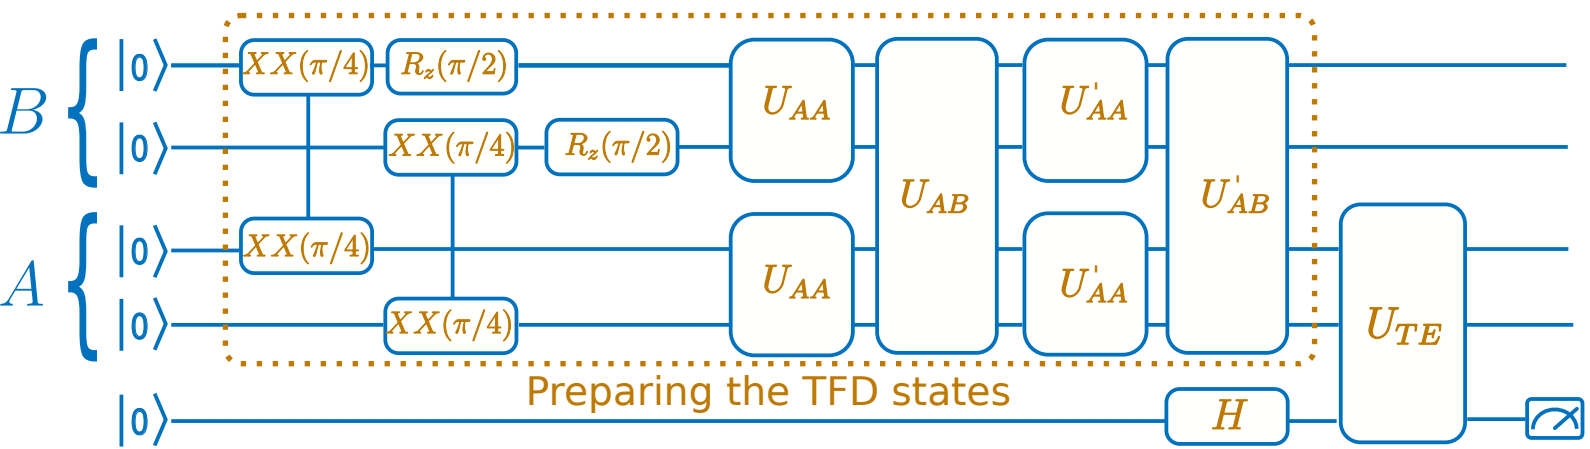 |0⟩ XX(π/4) R_z(π/2)
B
|0⟩ XX(π/4) R_z(π/2)
U_AA U'_AA
U_AB U'_AB
|0⟩ XX(π/4)
A
U_AA U'_AA
|0⟩ XX(π/4) U_TE
Preparing the TFD states
|0⟩ H